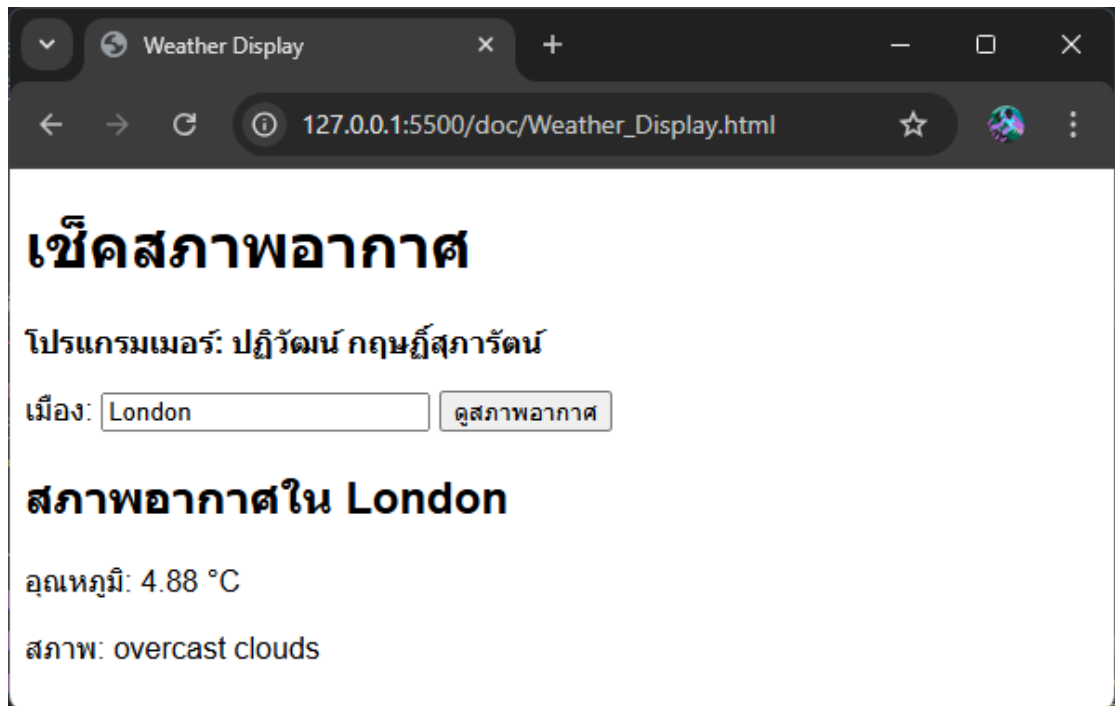 Weather Display
127.0.0.1:5500/doc/Weather_Display.html
เช็คสภาพอากาศ
โปรแกรมเมอร์: ปฏิวัฒน์ กฤษฏิ์สุภารัตน์
เมือง: London ดูสภาพอากาศ
สภาพอากาศใน London
อุณหภูมิ: 4.88 °C
สภาพ: overcast clouds